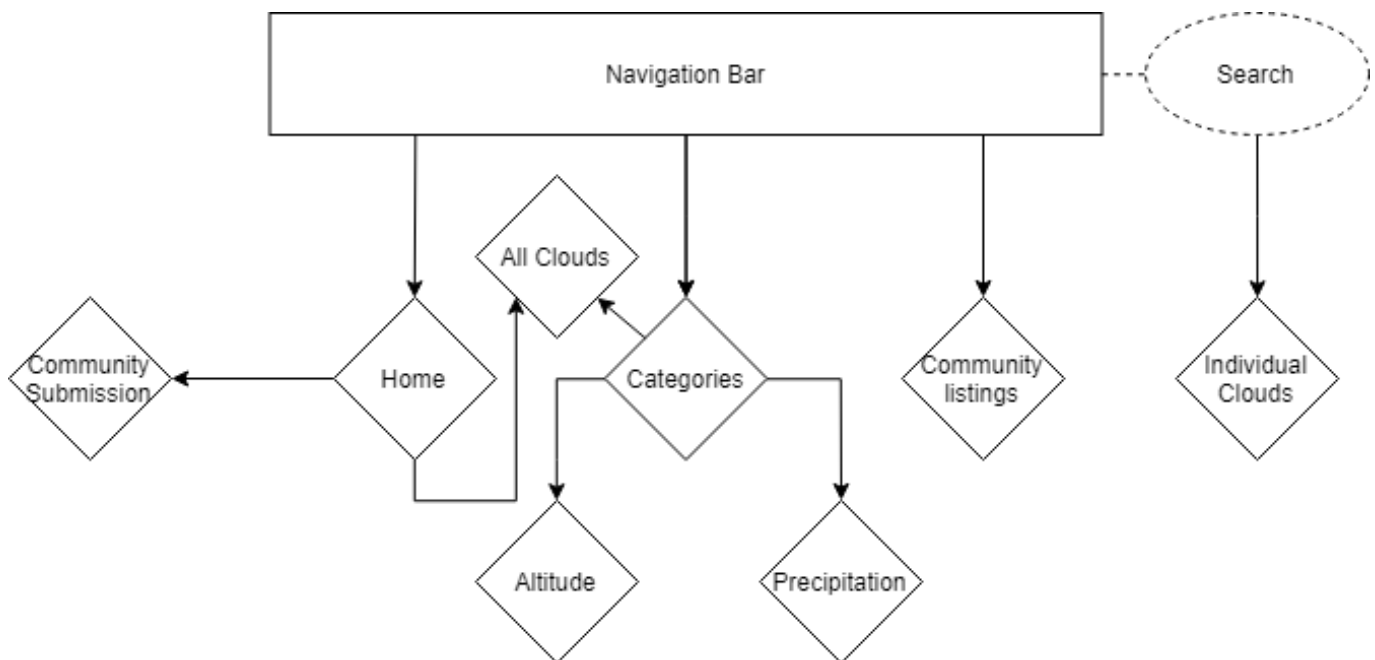 Navigation Bar
Search
All Clouds
Community
Submission
Home
Categories
Community
listings
Individual
Clouds
Altitude
Precipitation